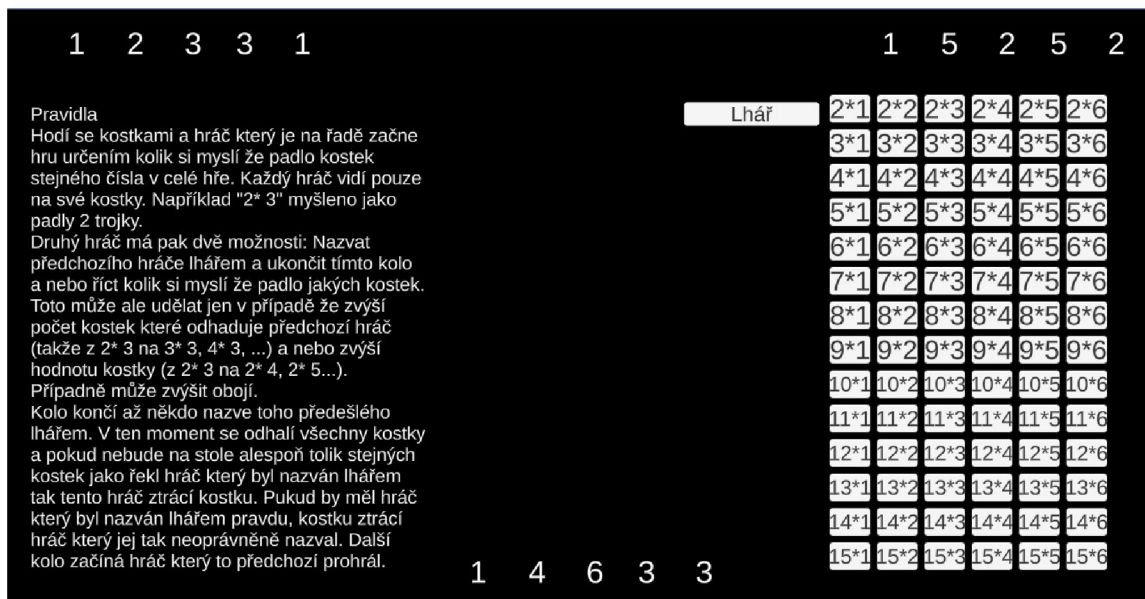 1 2 3 3 1
1 5 2 5 2
Pravidla
Hodí se kostkami a hráč který je na řadě začne
hru určením kolik si myslí že padlo kostek
stejného čísla v celé hře. Každý hráč vidí pouze
na své kostky. Například "2* 3" myšleno jako
padly 2 trojky.
Druhý hráč má pak dvě možnosti: Nazvat
předchozího hráče lhářem a ukončit tímto kolo
a nebo říct kolik si myslí že padlo jakých kostek.
Toto může ale udělat jen v případě že zvýší
počet kostek které odhaduje předchozí hráč
(takže z 2* 3 na 3* 3, 4* 3, ...) a nebo zvýší
hodnotu kostky (z 2* 3 na 2* 4, 2* 5...).
Případně může zvýšit obojí.
Kolo končí až někdo nazve toho předešlého
lhářem. V ten moment se odhalí všechny kostky
a pokud nebude na stole alespoň tolik stejných
kostek jako řekl hráč který byl nazván lhářem
tak tento hráč ztrácí kostku. Pukud by měl hráč
který byl nazván lhářem pravdu, kostku ztrácí
hráč který jej tak neoprávněně nazval. Další
kolo začíná hráč který to předchozí prohrál.
Lhář
2*1 2*2 2*3 2*4 2*5 2*6
3*1 3*2 3*3 3*4 3*5 3*6
4*1 4*2 4*3 4*4 4*5 4*6
5*1 5*2 5*3 5*4 5*5 5*6
6*1 6*2 6*3 6*4 6*5 6*6
7*1 7*2 7*3 7*4 7*5 7*6
8*1 8*2 8*3 8*4 8*5 8*6
9*1 9*2 9*3 9*4 9*5 9*6
10*1 10*2 10*3 10*4 10*5 10*6
11*1 11*2 11*3 11*4 11*5 11*6
12*1 12*2 12*3 12*4 12*5 12*6
13*1 13*2 13*3 13*4 13*5 13*6
14*1 14*2 14*3 14*4 14*5 14*6
15*1 15*2 15*3 15*4 15*5 15*6
1 4 6 3 3